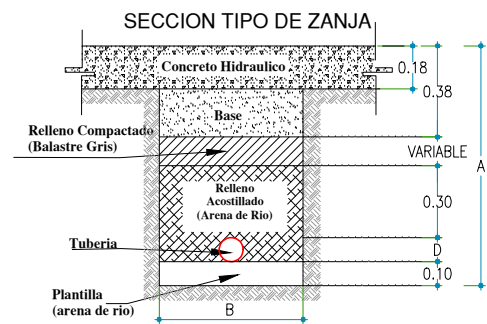 SECCION TIPO DE ZANJA
Concreto Hidraulico
0.18
0.38
Base
Relleno Compactado
(Balastre Gris)
VARIABLE
A
Relleno
Acostillado
(Arena de Rio)
0.30
Tuberia
D
0.10
Plantilla
(arena de rio)
B